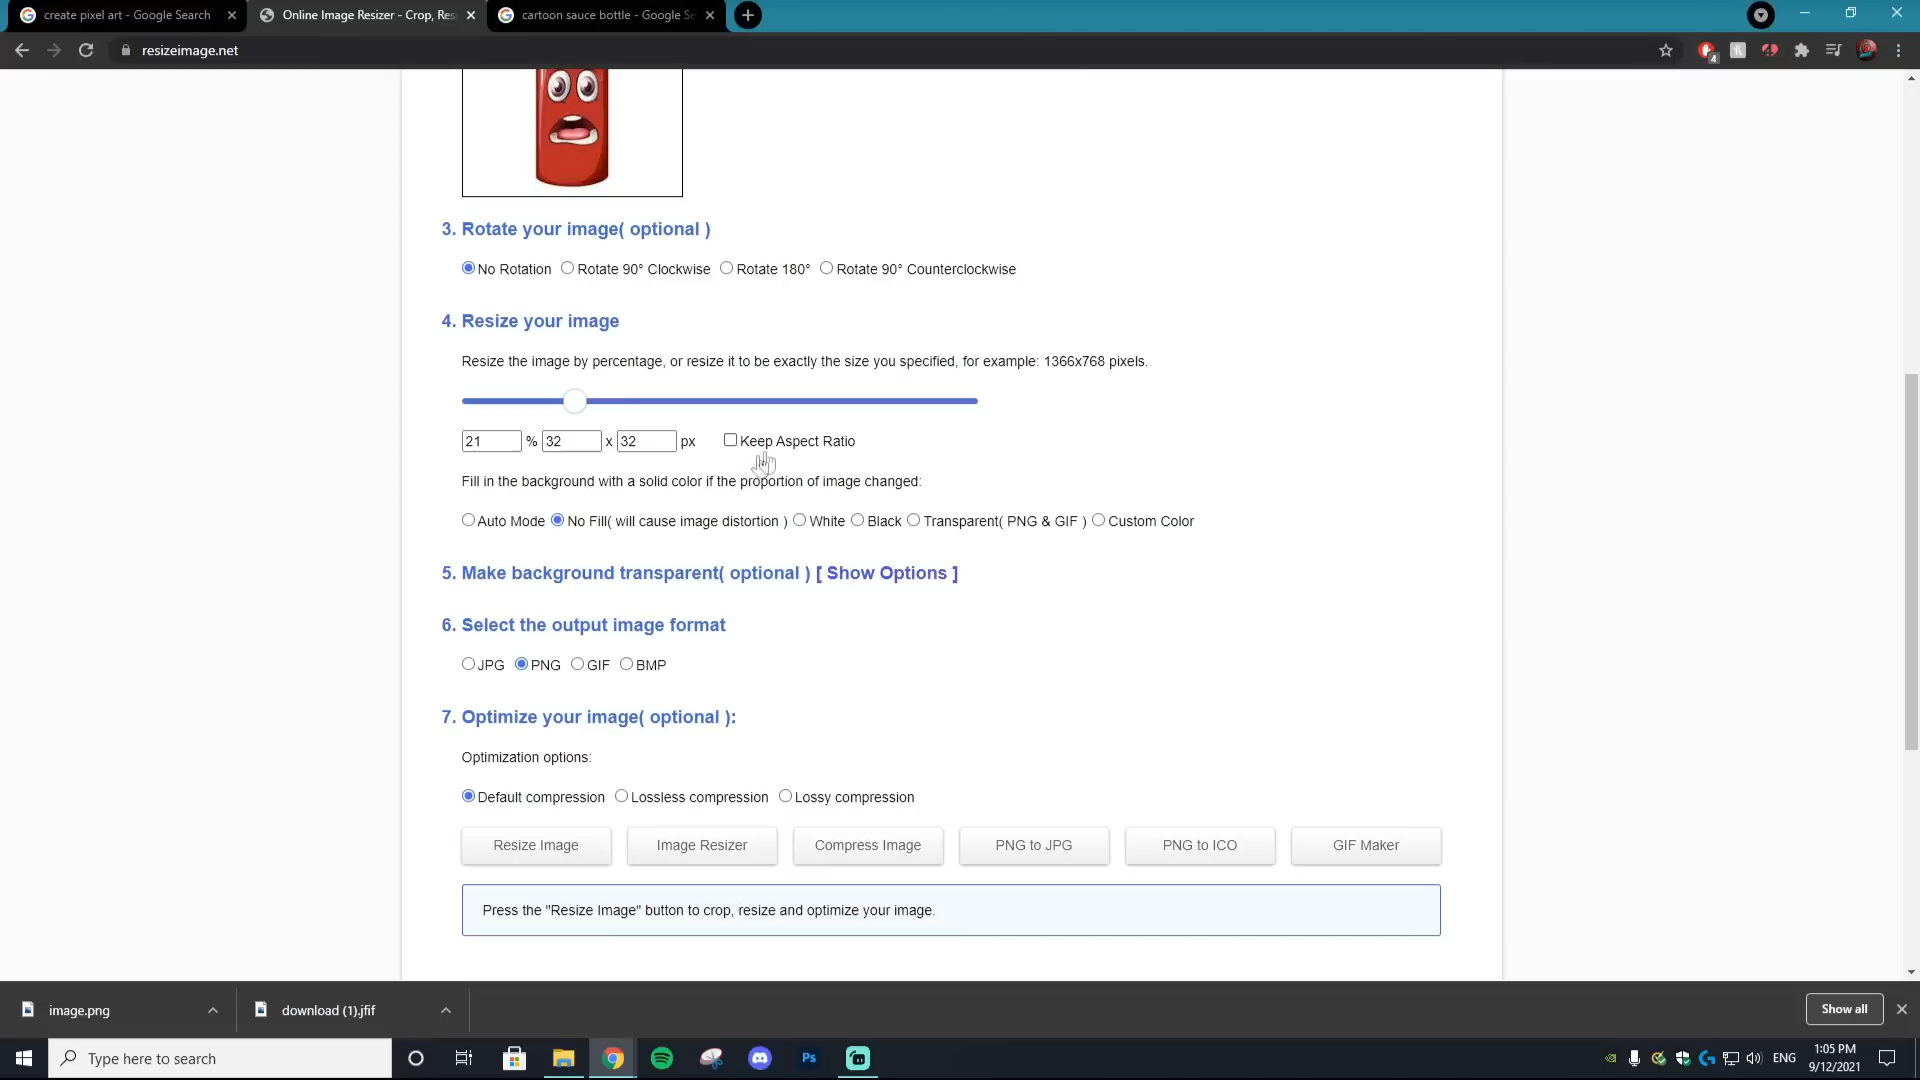 create pixel art - Google Search
Online Image Resizer - Crop, Res
cartoon sauce bottle - Google Se
resizeimage.net
4
3. Rotate your image( optional )
No Rotation Rotate 90° Clockwise Rotate 180° Rotate 90° Counterclockwise
4. Resize your image
Resize the image by percentage, or resize it to be exactly the size you specified, for example: 1366x768 pixels.
21 % 32 x 32 px Keep Aspect Ratio
Fill in the background with a solid color if the proportion of image changed:
Auto Mode No Fill( will cause image distortion ) White Black Transparent( PNG & GIF ) Custom Color
5. Make background transparent( optional ) [ Show Options ]
6. Select the output image format
JPG PNG GIF BMP
7. Optimize your image( optional ):
Optimization options:
Default compression Lossless compression Lossy compression
Resize Image Image Resizer Compress Image PNG to JPG PNG to ICO GIF Maker
Press the "Resize Image" button to crop, resize and optimize your image.
image.png
download (1).jfif
Show all
Type here to search
Ps
ENG
1:05 PM
9/12/2021